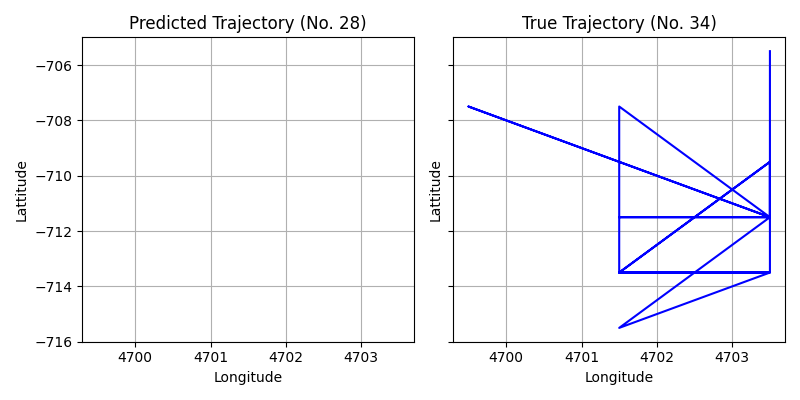 Predicted Trajectory (No. 28)
True Trajectory (No. 34)
−706
−708
−710
−712
−714
−716
Lattitude
4700 4701 4702 4703
Longitude
Lattitude
4700 4701 4702 4703
Longitude